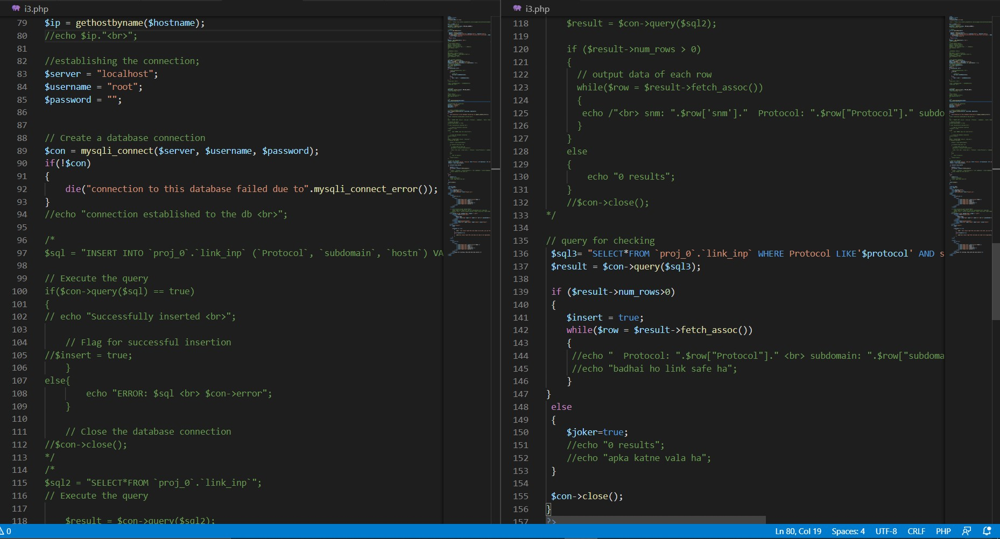 i3.php
79 $ip = gethostbyname($hostname);
80 //echo $ip."<br>";
81
82 //establishing the connection;
83 $server = "localhost";
84 $username = "root";
85 $password = "";
86
87
88 // Create a database connection
89 $con = mysqli_connect($server, $username, $password);
90 if(!$con)
91 {
92     die("connection to this database failed due to".mysqli_connect_error());
93 }
94 //echo "connection established to the db <br>";
95
96 /*
97 $sql = "INSERT INTO `proj_0`.`link_inp` (`Protocol`, `subdomain`, `hostn`) VA
98
99 // Execute the query
100 if($con->query($sql) == true)
101 {
102 // echo "Successfully inserted <br>";
103
104     // Flag for successful insertion
105 //$insert = true;
106     }
107 else{
108         echo "ERROR: $sql <br> $con->error";
109     }
110
111     // Close the database connection
112 //$con->close();
113 */
114 /*
115 $sql2 = "SELECT*FROM `proj_0`.`link_inp`";
116 // Execute the query
117
118     $result = $con->query($sql2);
i3.php
118     $result = $con->query($sql2);
119
120     if ($result->num_rows > 0)
121     {
122       // output data of each row
123       while($row = $result->fetch_assoc())
124       {
125        echo /"<br> snm: ".$row['snm']."  Protocol: ".$row["Protocol"]." subdo
126       }
127     }
128     else
129     {
130         echo "0 results";
131     }
132     //$con->close();
133 */
134
135 // query for checking
136  $sql3= "SELECT*FROM `proj_0`.`link_inp` WHERE Protocol LIKE'$protocol' AND s
137  $result = $con->query($sql3);
138
139  if ($result->num_rows>0)
140  {
141     $insert = true;
142     while($row = $result->fetch_assoc())
143     {
144      //echo "  Protocol: ".$row["Protocol"]." <br> subdomain: ".$row["subdoma
145      //echo "badhai ho link safe ha";
146     }
147 }
148  else
149  {
150     $joker=true;
151     //echo "0 results";
152     //echo "apka katne vala ha";
153  }
154
155  $con->close();
156 }
157 ?>
0
Ln 80, Col 19 Spaces: 4 UTF-8 CRLF PHP